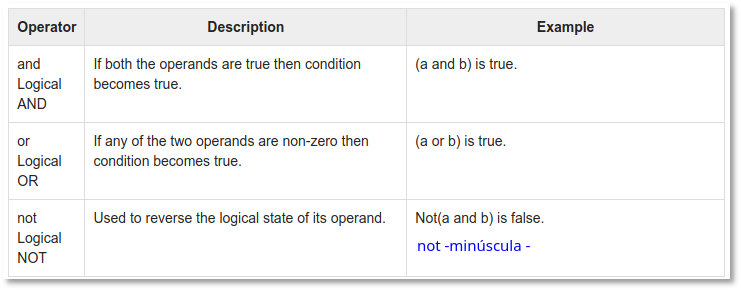 Operator Description Example
and If both the operands are true then condition (a and b) is true.
Logical becomes true.
AND
or If any of the two operands are non-zero then (a or b) is true.
Logical condition becomes true.
OR
not Used to reverse the logical state of its operand. Not(a and b) is false.
Logical not -minúscula -
NOT